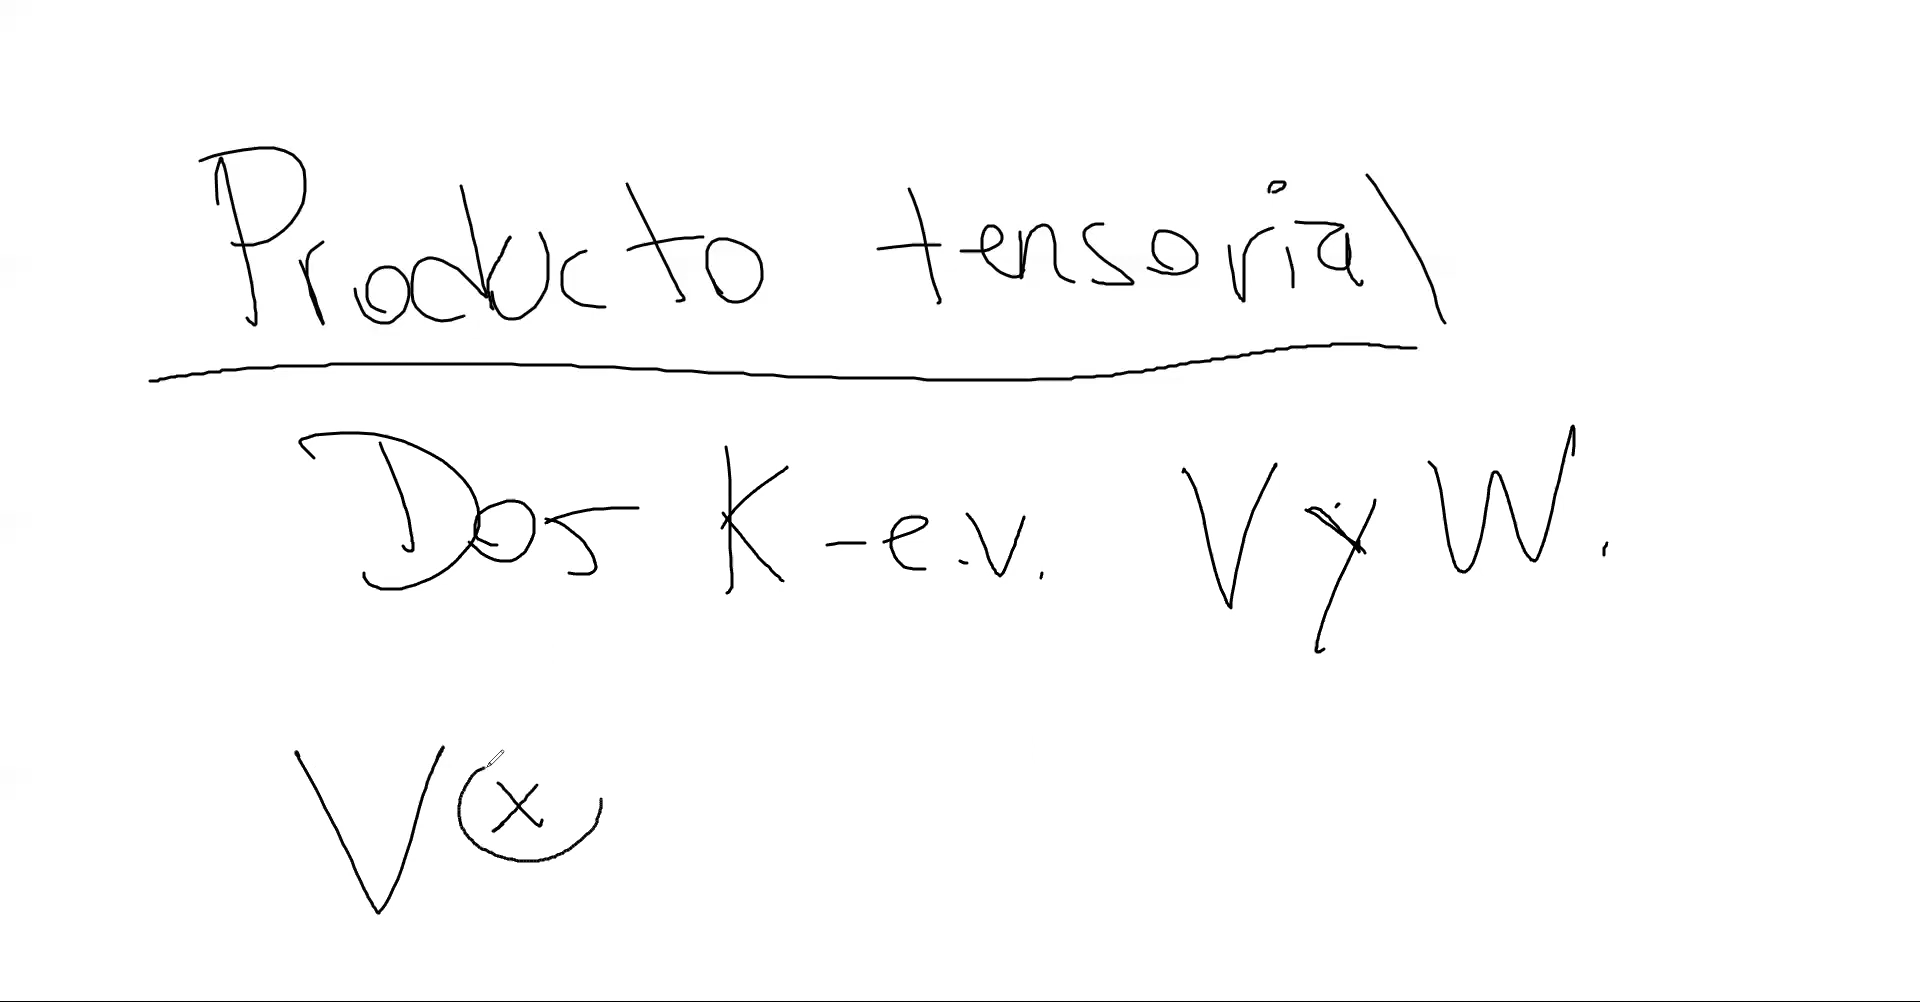 Producto tensorial
Dos K-e.v. V y W.
V ⊗